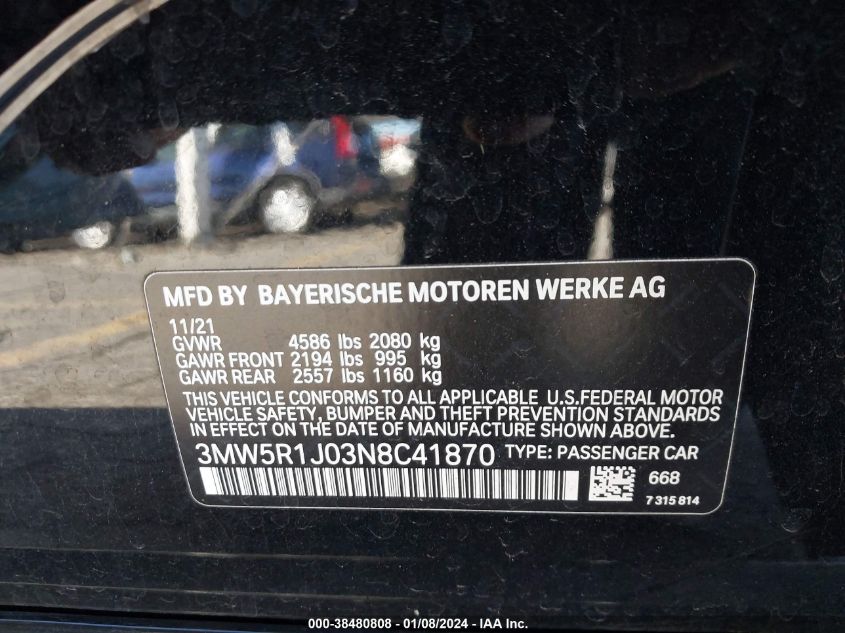 MFD BY BAYERISCHE MOTOREN WERKE AG
11/21
GVWR 4586 lbs 2080 kg
GAWR FRONT 2194 lbs 995 kg
GAWR REAR 2557 lbs 1160 kg
THIS VEHICLE CONFORMS TO ALL APPLICABLE U.S.FEDERAL MOTOR
VEHICLE SAFETY, BUMPER AND THEFT PREVENTION STANDARDS
IN EFFECT ON THE DATE OF MANUFACTURE SHOWN ABOVE.
3MW5R1J03N8C41870 TYPE: PASSENGER CAR
668
7 315 814
000-38480808 - 01/08/2024 - IAA Inc.